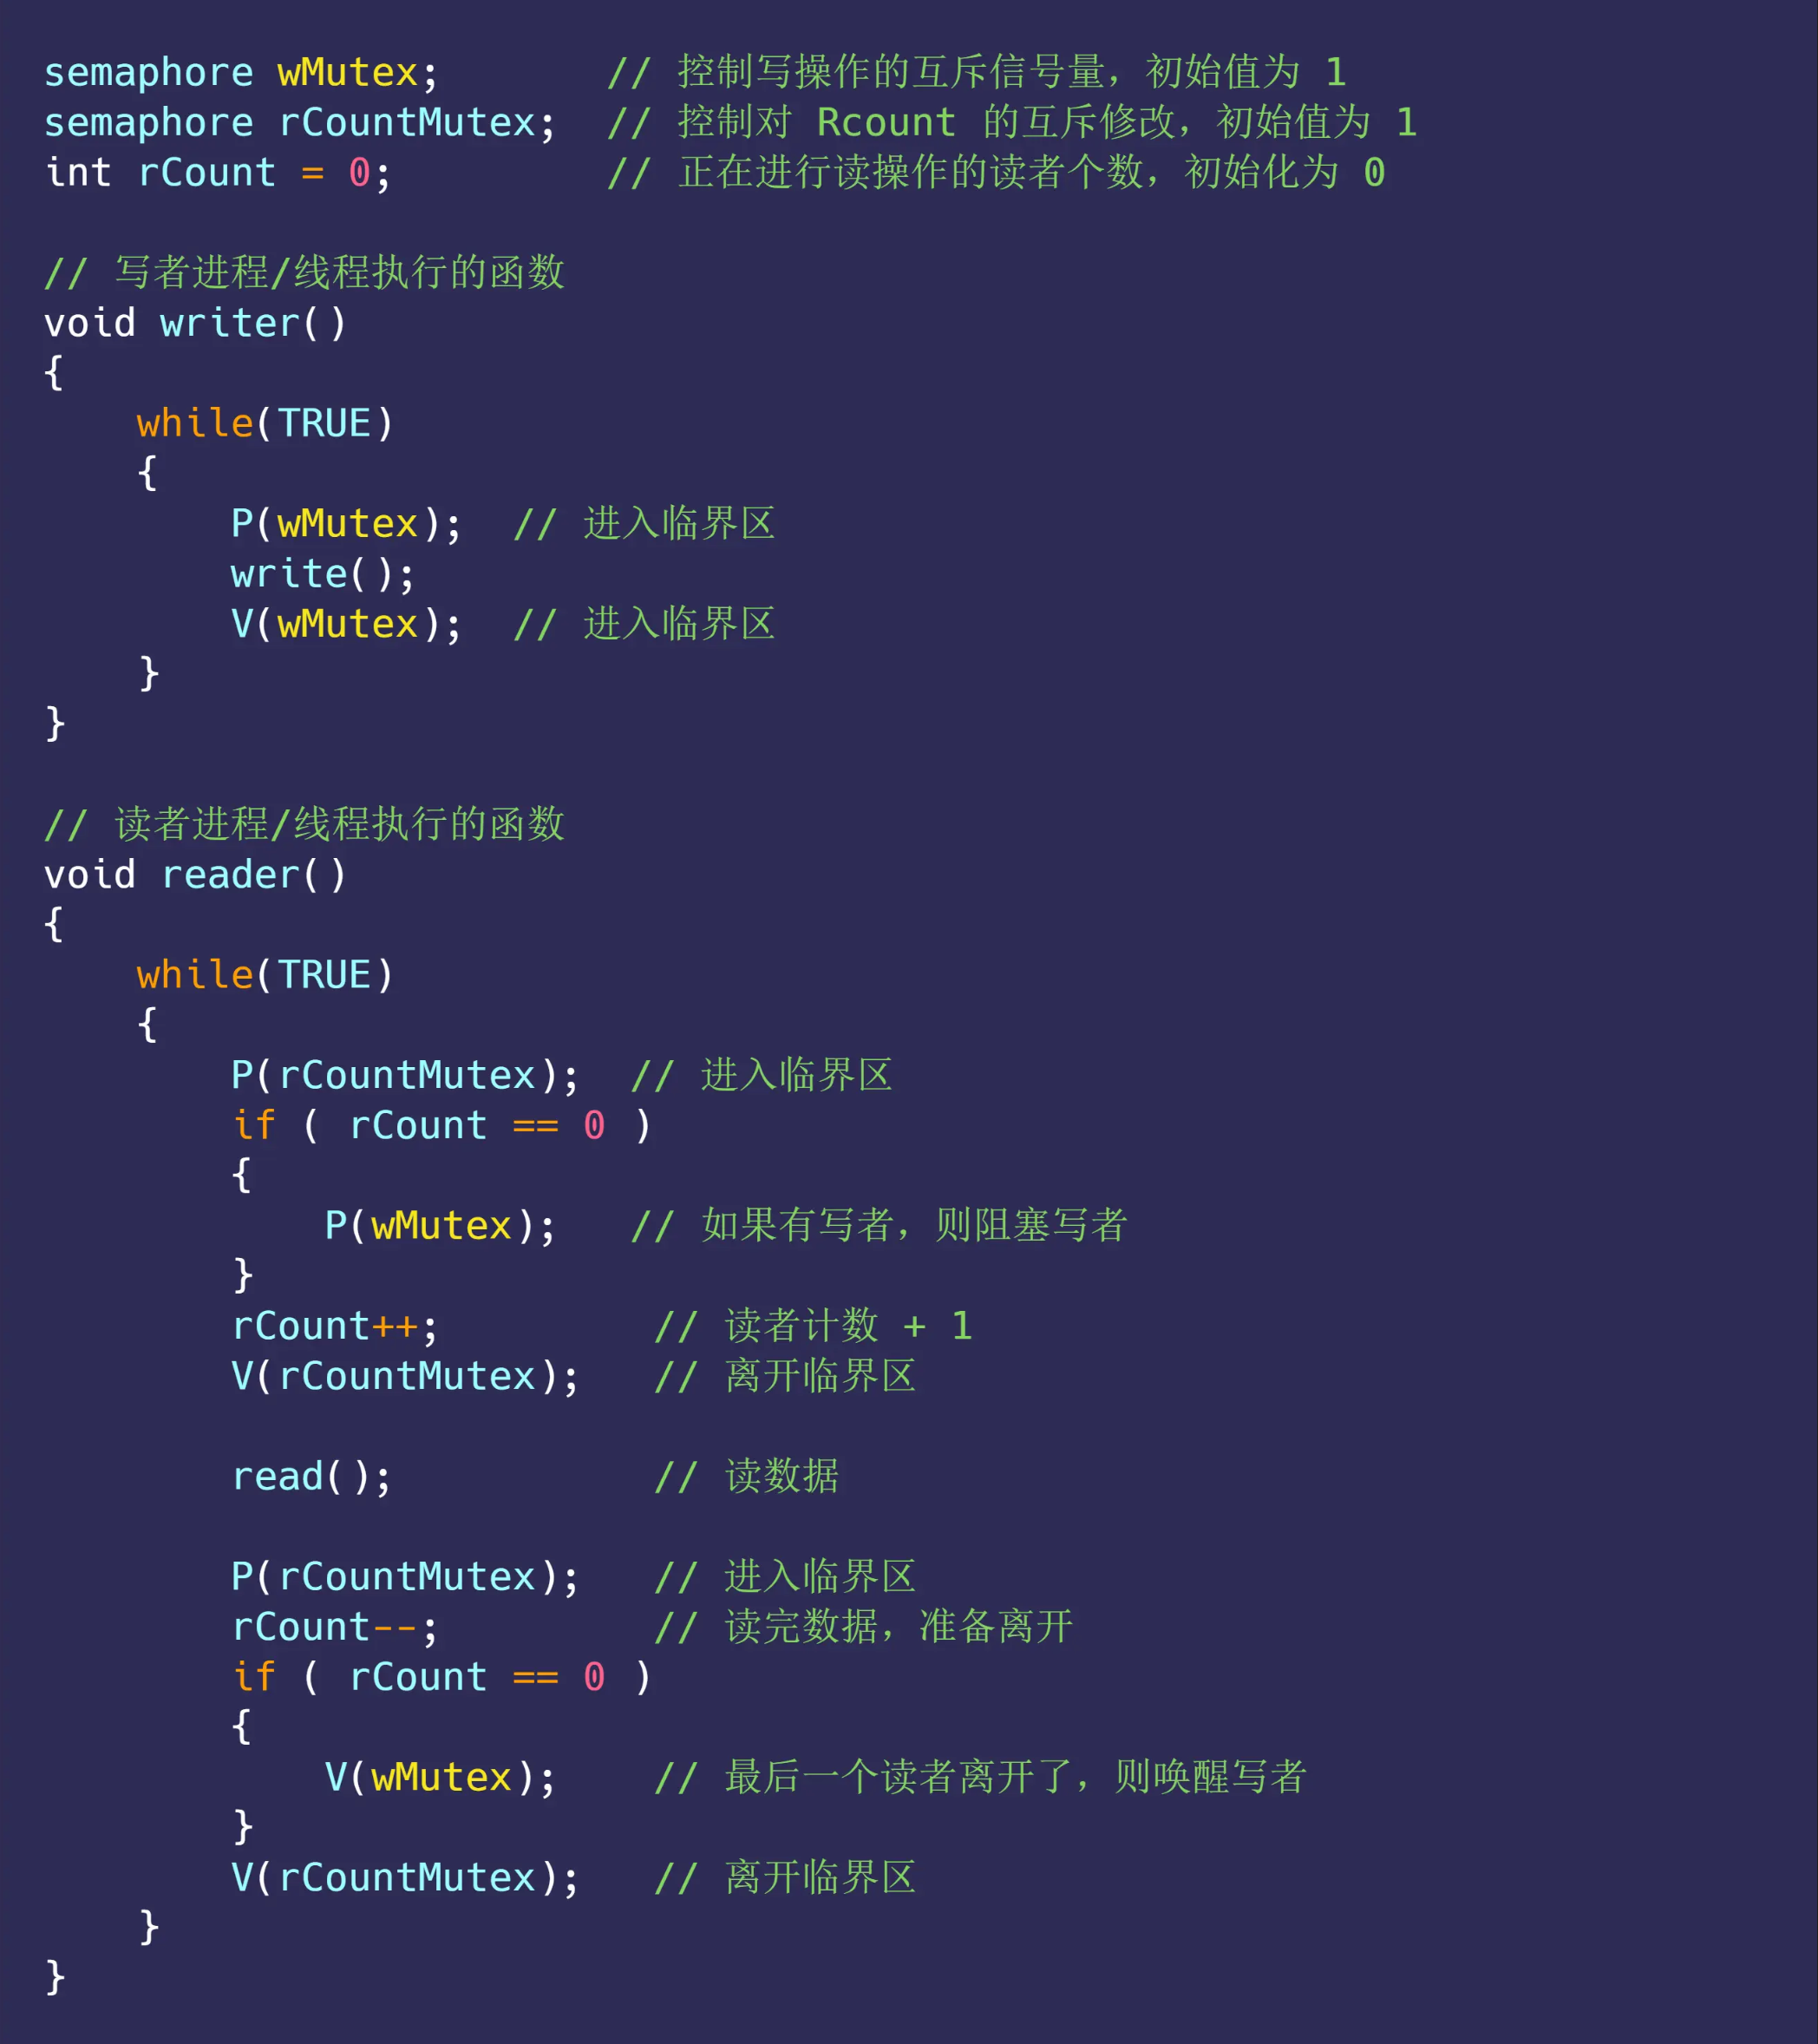 semaphore wMutex;       // 控制写操作的互斥信号量，初始值为 1
semaphore rCountMutex;  // 控制对 Rcount 的互斥修改，初始值为 1
int rCount = 0;         // 正在进行读操作的读者个数，初始化为 0

// 写者进程/线程执行的函数
void writer()
{
    while(TRUE)
    {
        P(wMutex);  // 进入临界区
        write();
        V(wMutex);  // 进入临界区
    }
}

// 读者进程/线程执行的函数
void reader()
{
    while(TRUE)
    {
        P(rCountMutex);  // 进入临界区
        if ( rCount == 0 )
        {
            P(wMutex);   // 如果有写者，则阻塞写者
        }
        rCount++;         // 读者计数 + 1
        V(rCountMutex);   // 离开临界区

        read();           // 读数据

        P(rCountMutex);   // 进入临界区
        rCount--;         // 读完数据，准备离开
        if ( rCount == 0 )
        {
            V(wMutex);    // 最后一个读者离开了，则唤醒写者
        }
        V(rCountMutex);   // 离开临界区
    }
}